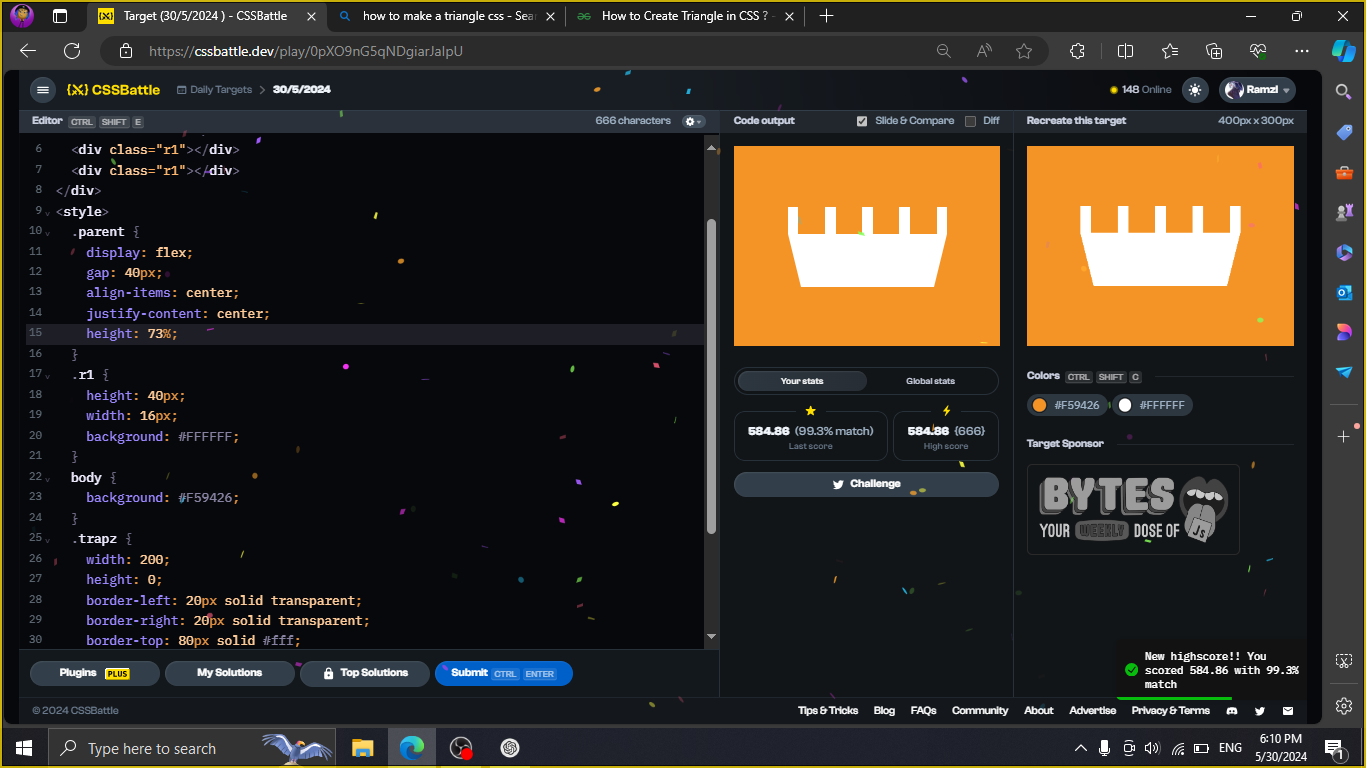 Target (30/5/2024 ) - CSSBattle
how to make a triangle css - Sea
How to Create Triangle in CSS ? -
https://cssbattle.dev/play/0pXO9nG5qNDgiarJaIpU
{X} CSSBattle
Daily Targets > 30/5/2024
148 Online
Ramzi
Editor CTRL SHIFT E
666 characters
Code output
Slide & Compare
Diff
Recreate this target
400px x 300px
6 <div class="r1"></div>
7 <div class="r1"></div>
8 </div>
9 <style>
10 .parent {
11 display: flex;
12 gap: 40px;
13 align-items: center;
14 justify-content: center;
15 height: 73%;
16 }
17 .r1 {
18 height: 40px;
19 width: 16px;
20 background: #FFFFFF;
21 }
22 body {
23 background: #F59426;
24 }
25 .trapz {
26 width: 200;
27 height: 0;
28 border-left: 20px solid transparent;
29 border-right: 20px solid transparent;
30 border-top: 80px solid #fff;
Your stats
Global stats
584.86 (99.3% match)
Last score
584.86 {666}
High score
Challenge
Colors CTRL SHIFT C
#F59426
#FFFFFF
Target Sponsor
BYTES
YOUR WEEKLY DOSE OF
JS
Plugins PLUS
My Solutions
Top Solutions
Submit CTRL ENTER
New highscore!! You
scored 584.86 with 99.3%
match
© 2024 CSSBattle
Tips & Tricks
Blog
FAQs
Community
About
Advertise
Privacy & Terms
Type here to search
ENG
6:10 PM
5/30/2024
1